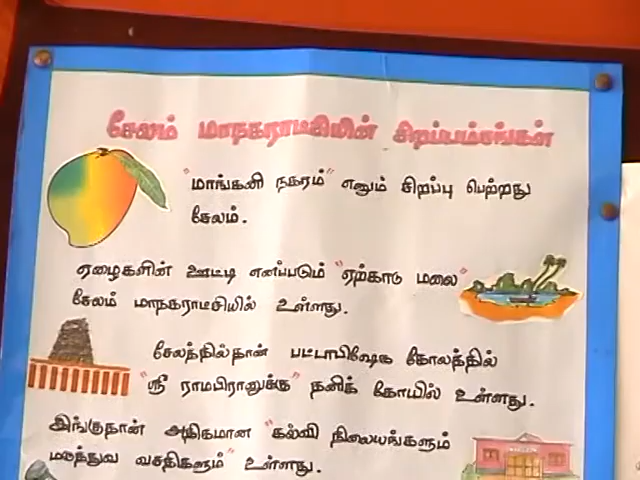 சேலம் மாநகராட்சியின் சிறப்பம்சங்கள்
"மாங்கனி நகரம்" எனும் சிறப்பு பெற்றது
சேலம்.
ஏழைகளின் ஊட்டி எனப்படும் "ஏற்காடு மலை"
சேலம் மாநகராட்சியில் உள்ளது.
சேலத்தில்தான் பட்டாபிஷேக கோலத்தில்
"ஸ்ரீ ராமபிரானுக்கு" தனிக் கோயில் உள்ளது.
இங்குதான் அதிகமான "கல்வி நிலையங்களும்
மருத்துவ வசதிகளும்" உள்ளது.